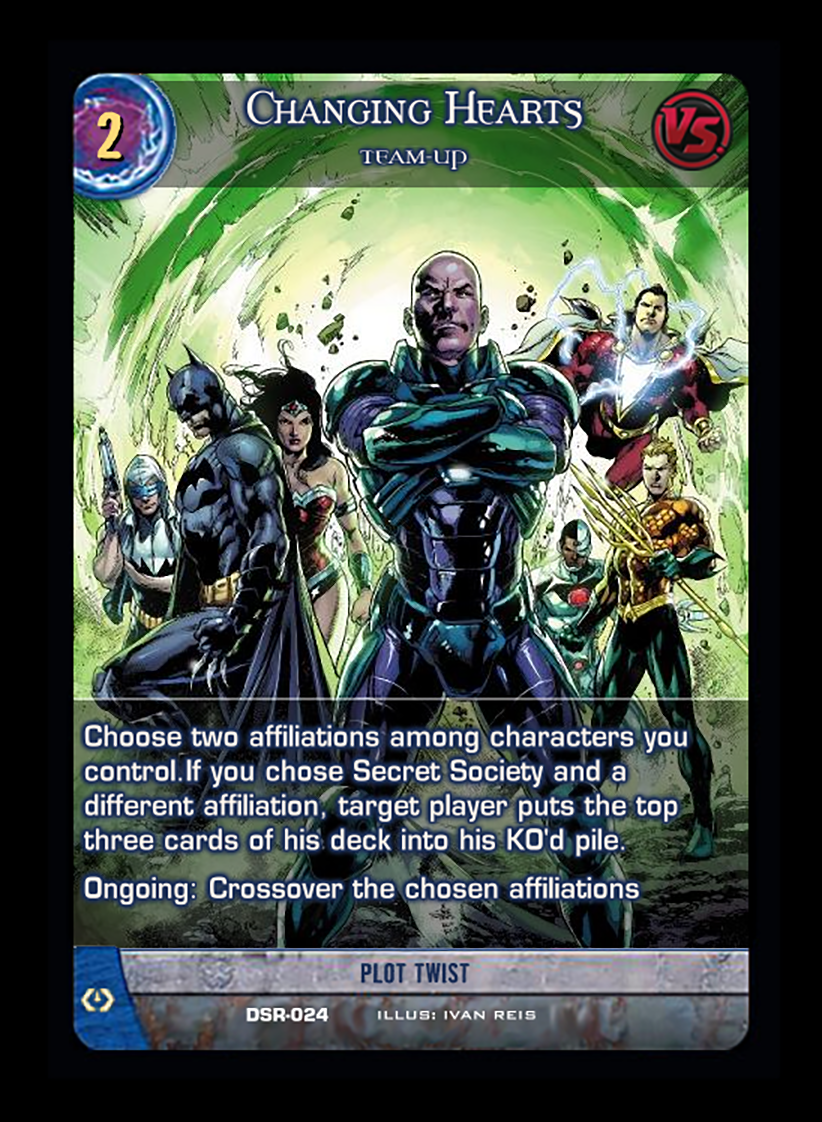 2
Changing Hearts
VS.
Team-Up
Choose two affiliations among characters you
control.If you chose Secret Society and a
different affiliation, target player puts the top
three cards of his deck into his KO'd pile.
Ongoing: Crossover the chosen affiliations
PLOT TWIST
DSR-024 ILLUS: IVAN REIS